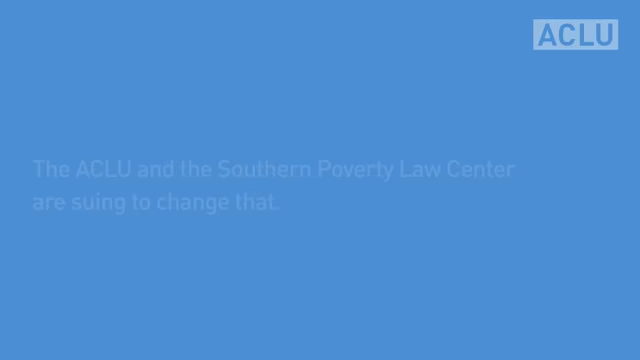 ACLU
The ACLU and the Southern Poverty Law Center
are suing to change that.